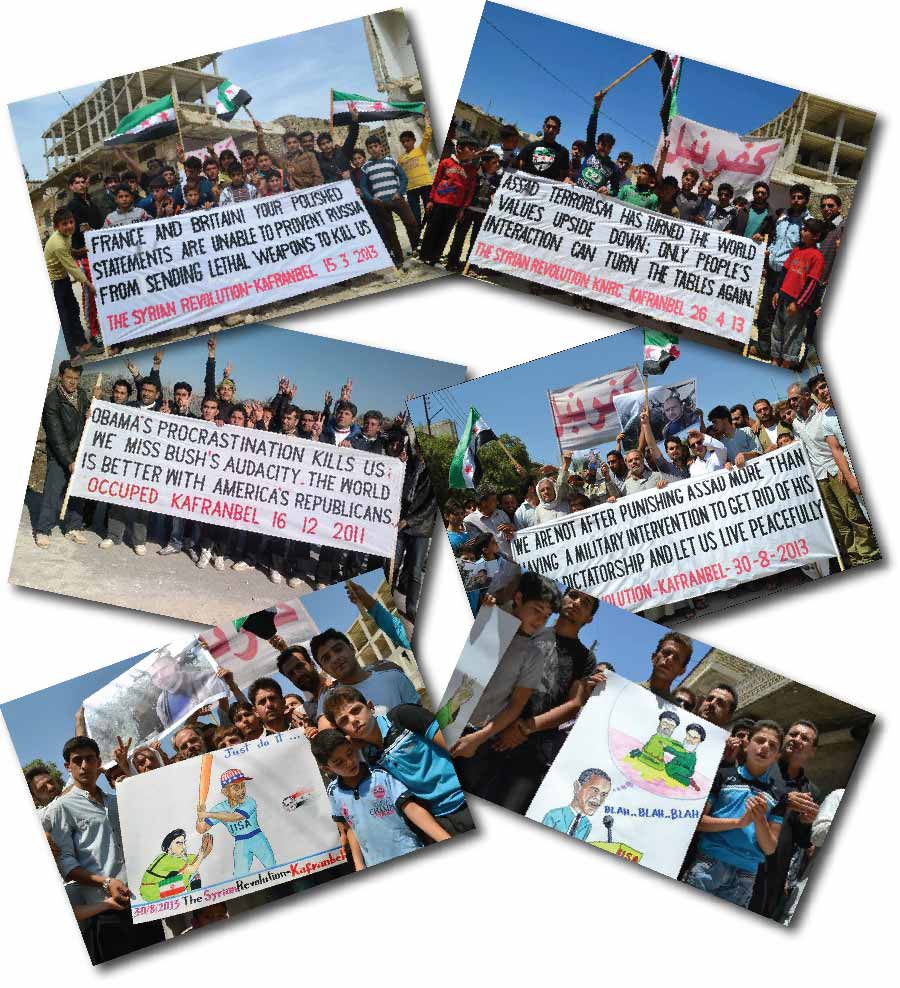 FRANCE AND BRITAIN! YOUR POLISHED
STATEMENTS ARE UNABLE TO PROVENT RUSSIA
FROM SENDING LETHAL WEAPONS TO KILL US
THE SYRIAN REVOLUTION-KAFRANBEL 15 3 2013
كفرنبل
ASSAD TERRORISM HAS TURNED THE WORLD
VALUES UPSIDE DOWN; ONLY PEOPLE'S
INTERACTION CAN TURN THE TABLES AGAIN.
THE SYRIAN REVOLUTION KNRC KAFRANBEL 26 4 13
OBAMA'S PROCRASTINATION KILLS US;
WE MISS BUSH'S AUDACITY. THE WORLD
IS BETTER WITH AMERICA'S REPUBLICANS.
OCCUPED KAFRANBEL 16 12 2011
كفرنبل
WE ARE NOT AFTER PUNISHING ASSAD MORE THAN
HAVING A MILITARY INTERVENTION TO GET RID OF HIS
DICTATORSHIP AND LET US LIVE PEACEFULLY
VOLUTION-KAFRANBEL-30-8-2013
Just do it ...
USA
30/8/2013 The Syrian Revolution-Kafranbel
BLAH..BLAH..BLAH
USA